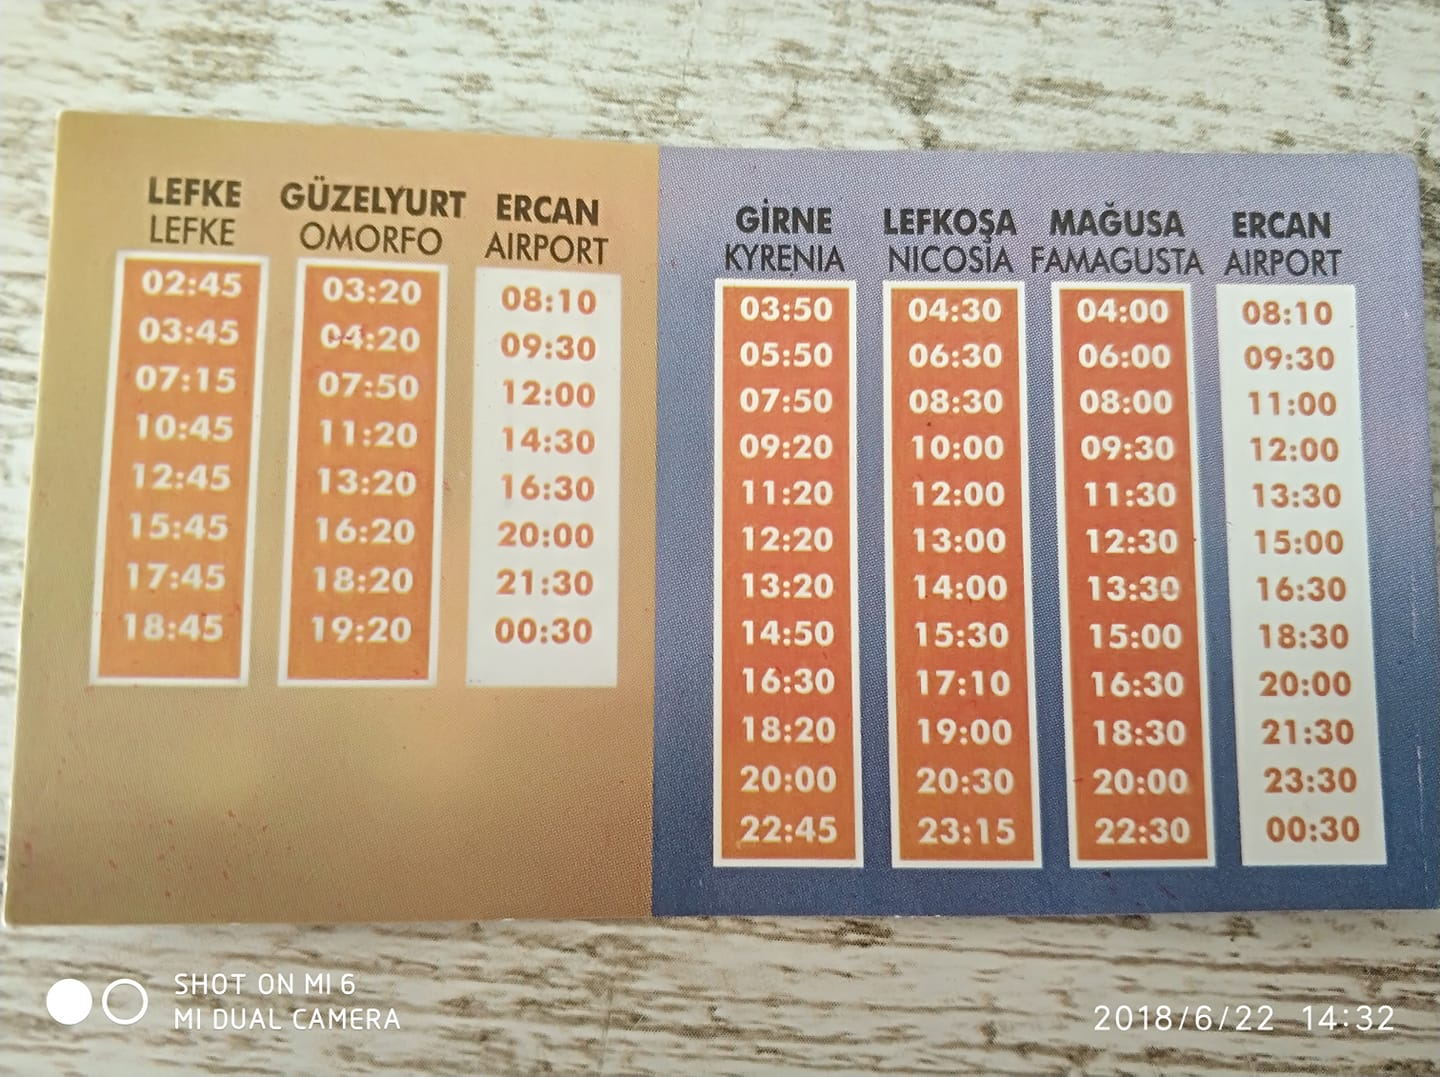 LEFKE GÜZELYURT ERCAN
LEFKE OMORFO AIRPORT
02:45 03:20 08:10
03:45 04:20 09:30
07:15 07:50 12:00
10:45 11:20 14:30
12:45 13:20 16:30
15:45 16:20 20:00
17:45 18:20 21:30
18:45 19:20 00:30
GİRNE LEFKOŞA MAĞUSA ERCAN
KYRENIA NICOSİA FAMAGUSTA AIRPORT
03:50 04:30 04:00 08:10
05:50 06:30 06:00 09:30
07:50 08:30 08:00 11:00
09:20 10:00 09:30 12:00
11:20 12:00 11:30 13:30
12:20 13:00 12:30 15:00
13:20 14:00 13:30 16:30
14:50 15:30 15:00 18:30
16:30 17:10 16:30 20:00
18:20 19:00 18:30 21:30
20:00 20:30 20:00 23:30
22:45 23:15 22:30 00:30
SHOT ON MI 6
MI DUAL CAMERA
2018/6/22 14:32